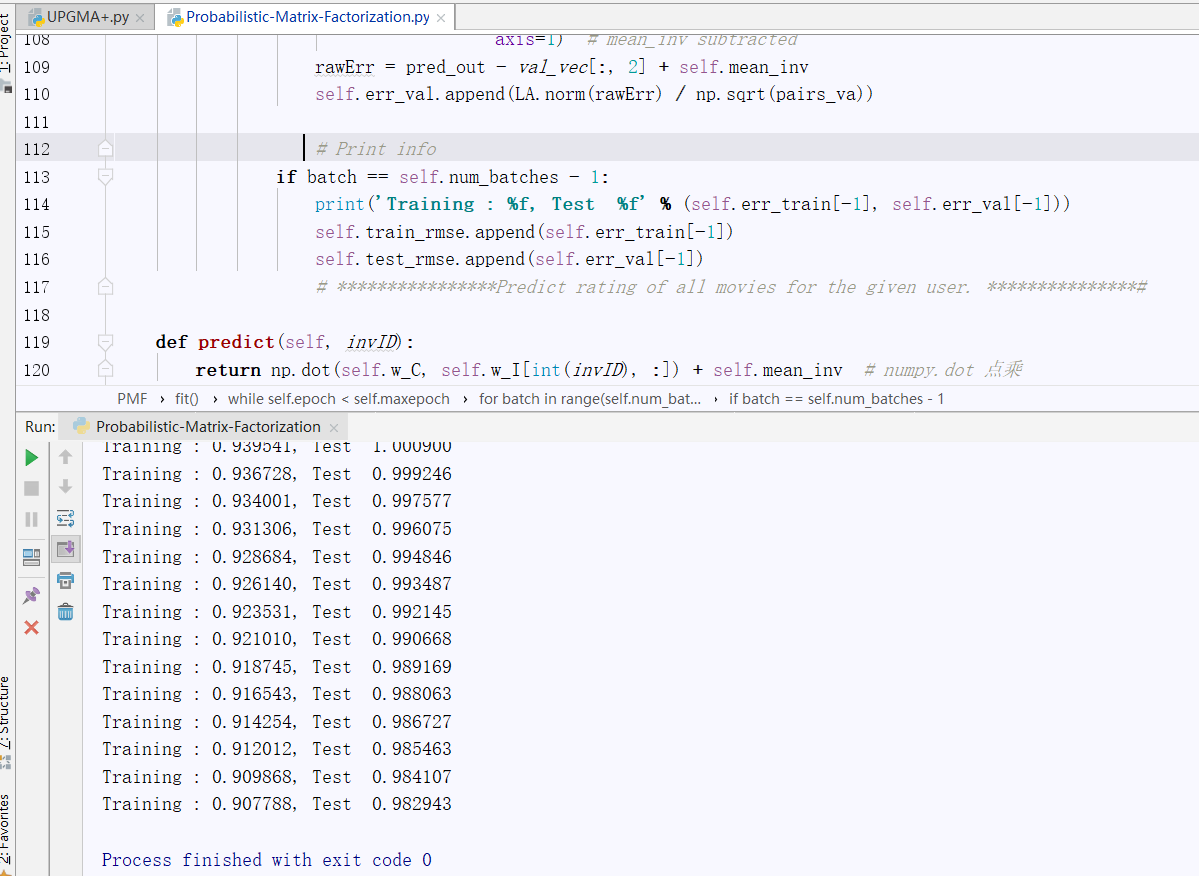 UPGMA+.py
Probabilistic-Matrix-Factorization.py
1: Project
108 axis=1)  # mean_inv subtracted
109 rawErr = pred_out - val_vec[:, 2] + self.mean_inv
110 self.err_val.append(LA.norm(rawErr) / np.sqrt(pairs_va))
111
112 # Print info
113 if batch == self.num_batches - 1:
114 print('Training : %f, Test  %f' % (self.err_train[-1], self.err_val[-1]))
115 self.train_rmse.append(self.err_train[-1])
116 self.test_rmse.append(self.err_val[-1])
117 # ****************Predict rating of all movies for the given user. ***************#
118
119 def predict(self, invID):
120 return np.dot(self.w_C, self.w_I[int(invID), :]) + self.mean_inv  # numpy.dot 点乘
PMF › fit() › while self.epoch < self.maxepoch › for batch in range(self.num_bat... › if batch == self.num_batches - 1
Run: Probabilistic-Matrix-Factorization
Training : 0.939541, Test  1.000900
Training : 0.936728, Test  0.999246
Training : 0.934001, Test  0.997577
Training : 0.931306, Test  0.996075
Training : 0.928684, Test  0.994846
Training : 0.926140, Test  0.993487
Training : 0.923531, Test  0.992145
Training : 0.921010, Test  0.990668
Training : 0.918745, Test  0.989169
Training : 0.916543, Test  0.988063
Training : 0.914254, Test  0.986727
Training : 0.912012, Test  0.985463
Training : 0.909868, Test  0.984107
Training : 0.907788, Test  0.982943
Process finished with exit code 0
Z: Structure
2: Favorites